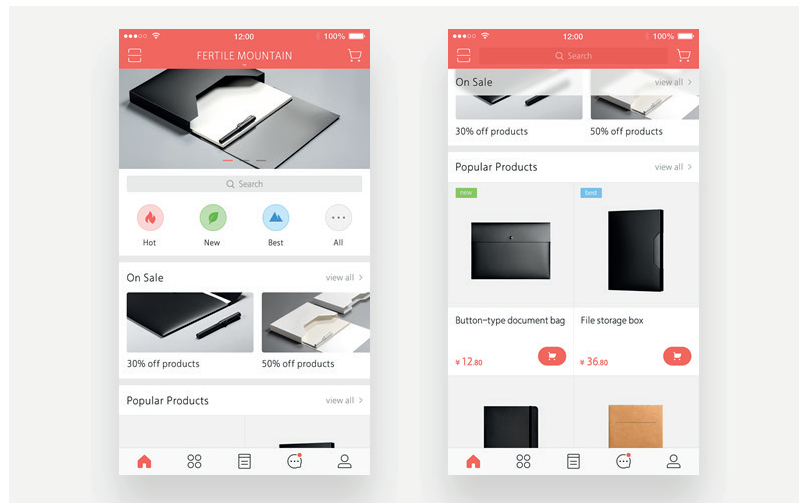 12:00
100%
FERTILE MOUNTAIN
Search
Hot
New
Best
All
On Sale
view all
30% off products
50% off products
Popular Products
view all
12:00
100%
Search
On Sale
view all
30% off products
50% off products
Popular Products
view all
new
best
Button-type document bag
File storage box
¥ 12.80
¥ 36.80